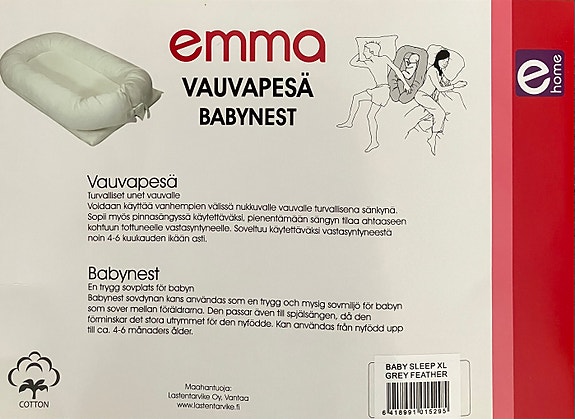 emma
VAUVAPESÄ
BABYNEST
e
home
Vauvapesä
Turvalliset unet vauvalle
Voidaan käyttää vanhempien välissä nukkuvalle vauvalle turvallisena sänkynä.
Sopii myös pinnasängyssä käytettäväksi, pienentämään sängyn tilaa ahtaaseen
kohtuun tottuneelle vastasyntyneelle. Soveltuu käytettäväksi vastasyntyneestä
noin 4-6 kuukauden ikään asti.
Babynest
En trygg sovplats för babyn
Babynest sovdynan kans användas som en trygg och mysig sovmiljö för babyn
som sover mellan föräldrarna. Den passar även till spjälsängen, då den
förminskar det stora utrymmet för den nyfödde. Kan användas från nyfödd upp
till ca. 4-6 månaders ålder.
COTTON
Maahantuoja:
Lastentarvike Oy, Vantaa
www.lastentarvike.fi
BABY SLEEP XL
GREY FEATHER
6 418991 015295